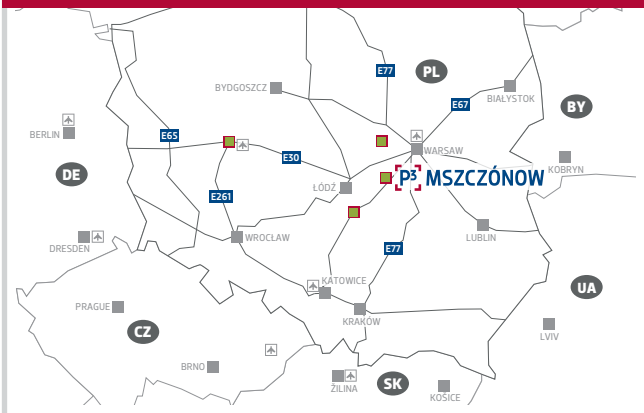 E77
PL
BYDGOSZCZ
E67
BIAŁYSTOK
BY
BERLIN
E65
E30
WARSAW
KOBRYN
DE
ŁÓDŹ
P³ MSZCZÓNOW
E261
WROCŁAW
LUBLIN
DRESDEN
E77
KATOWICE
UA
PRAGUE
KRAKÓW
CZ
LVIV
BRNO
ŽILINA
SK
KOŠICE